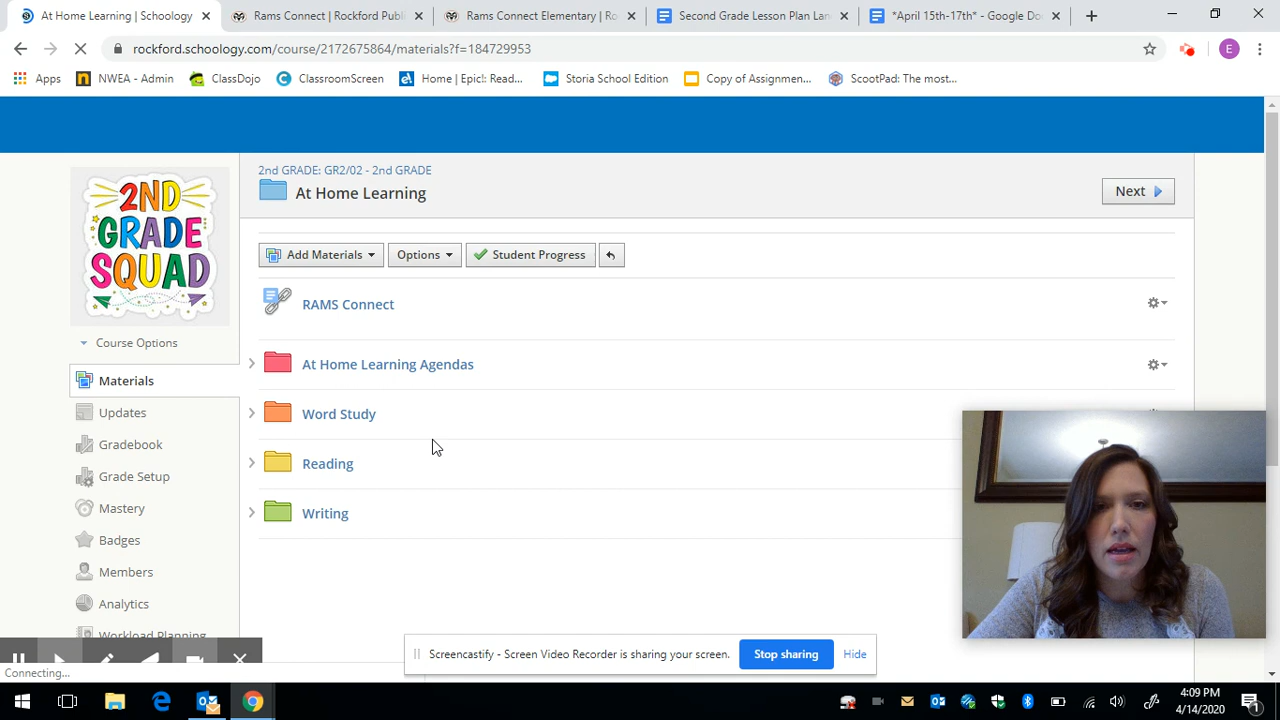 At Home Learning | Schoology
Rams Connect | Rockford Pu
Rams Connect Elementary | Ro
Second Grade Lesson Plan Lan
*April 15th-17th* - Google Do
rockford.schoology.com/course/2172675864/materials?f=184729953
E
Apps
NWEA - Admin
ClassDojo
ClassroomScreen
Home | Epic!: Read...
Storia School Edition
Copy of Assignmen...
ScootPad: The most...
2ND
GRADE
SQUAD
2nd GRADE: GR2/02 - 2nd GRADE
At Home Learning
Next
Add Materials
Options
Student Progress
RAMS Connect
Course Options
At Home Learning Agendas
Materials
Word Study
Updates
Gradebook
Reading
Grade Setup
Mastery
Writing
Badges
Members
Analytics
Workload Planning
Screencastify - Screen Video Recorder is sharing your screen.
Stop sharing
Hide
Connecting...
4:09 PM
4/14/2020
1